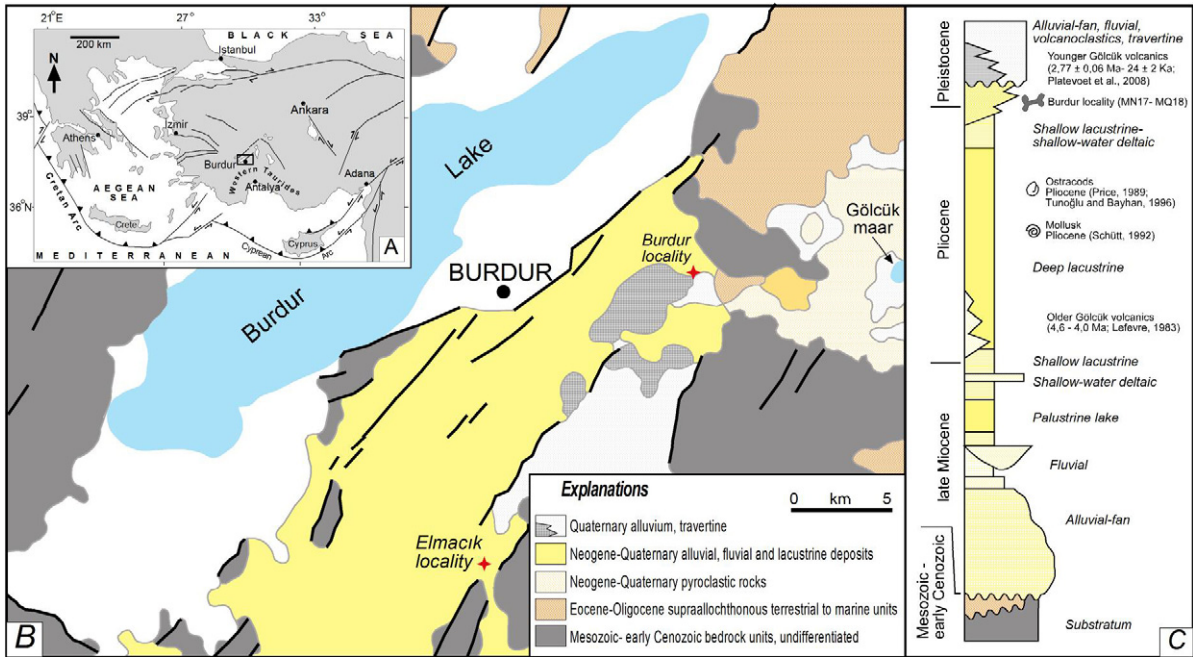 21°E
27°
33°
200 km
N
BLACK SEA
Istanbul
Ankara
39°
Izmir
Athens
Burdur
Western Taurides
Antalya
Adana
AEGEAN
SEA
Cretan Arc
36°N
Crete
Cyprus
Cyprean Arc
MEDITERRANEAN
A
Lake
Burdur
BURDUR
Burdur
locality
Gölcük
maar
Elmacık
locality
B
Explanations
0 km 5
Quaternary alluvium, travertine
Neogene-Quaternary alluvial, fluvial and lacustrine deposits
Neogene-Quaternary pyroclastic rocks
Eocene-Oligocene supraallochthonous terrestrial to marine units
Mesozoic- early Cenozoic bedrock units, undifferentiated
Pleistocene
Pliocene
late Miocene
Mesozoic -
early Cenozoic
Alluvial-fan, fluvial,
volcanoclastics, travertine
Younger Gölcük volcanics
(2,77 ± 0,06 Ma- 24 ± 2 Ka;
Platevoet et al., 2008)
Burdur locality (MN17- MQ18)
Shallow lacustrine-
shallow-water deltaic
Ostracods
Pliocene (Price, 1989;
Tunoğlu and Bayhan, 1996)
Mollusk
Pliocene (Schütt, 1992)
Deep lacustrine
Older Gölcük volcanics
(4,6 - 4,0 Ma; Lefevre, 1983)
Shallow lacustrine
Shallow-water deltaic
Palustrine lake
Fluvial
Alluvial-fan
Substratum
C